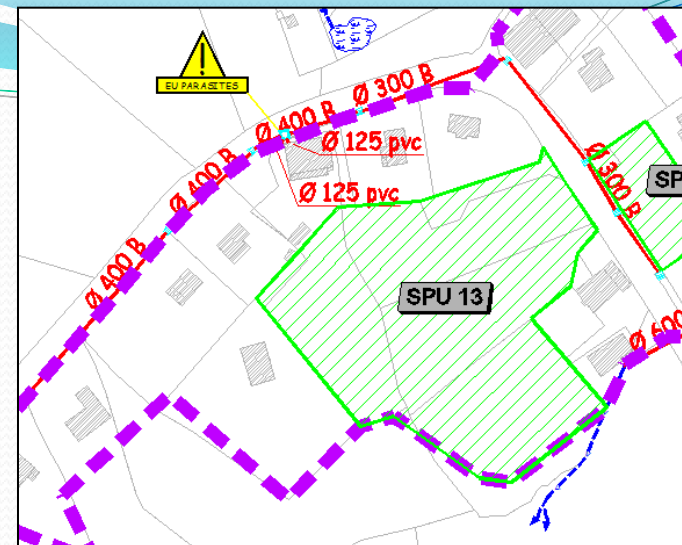 EU PARASITES
Ø 300 B
Ø 400 B
Ø 125 pvc
Ø 400 B
Ø 300 B
SP
Ø 125 pvc
Ø 400 B
SPU 13
Ø 600